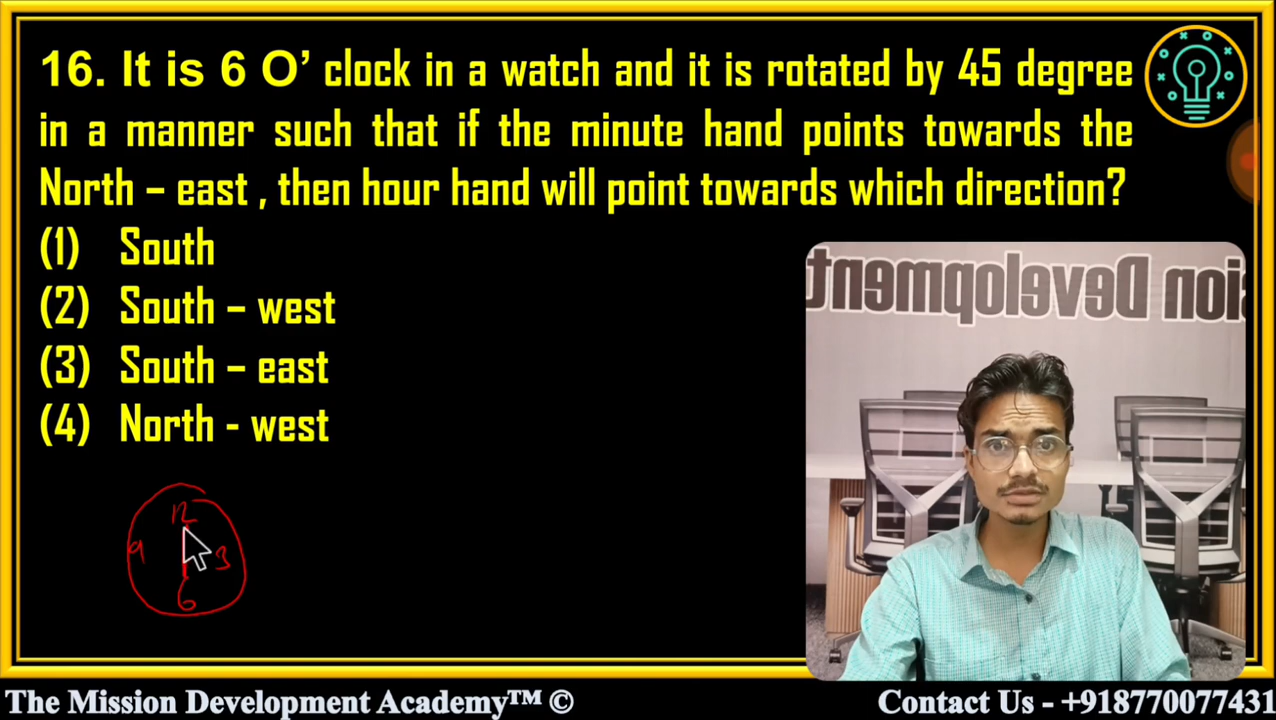 16. It is 6 O’ clock in a watch and it is rotated by 45 degree
in a manner such that if the minute hand points towards the
North – east , then hour hand will point towards which direction?
(1) South
(2) South – west
(3) South – east
(4) North - west
sion Development
12
9 3
6
The Mission Development Academy™ © Contact Us - +918770077431